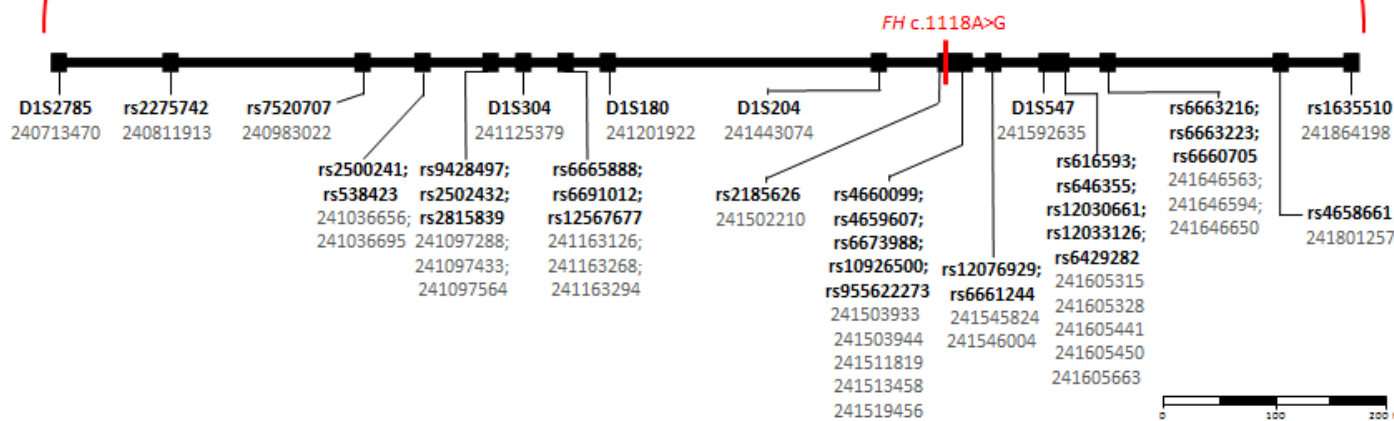 FH c.1118A>G
D1S2785
240713470
rs2275742
240811913
rs7520707
240983022
rs2500241;
rs538423
241036656;
241036695
rs9428497;
rs2502432;
rs2815839
241097288;
241097433;
241097564
D1S304
241125379
rs6665888;
rs6691012;
rs12567677
241163126;
241163268;
241163294
D1S180
241201922
D1S204
241443074
rs2185626
241502210
rs4660099;
rs4659607;
rs6673988;
rs10926500;
rs955622273
241503933
241503944
241511819
241513458
241519456
rs12076929;
rs6661244
241545824
241546004
D1S547
241592635
rs616593;
rs646355;
rs12030661;
rs12033126;
rs6429282
241605315
241605328
241605441
241605450
241605663
rs6663216;
rs6663223;
rs6660705
241646563;
241646594;
241646650
rs4658661
241801257
rs1635510
241864198
0 100 200